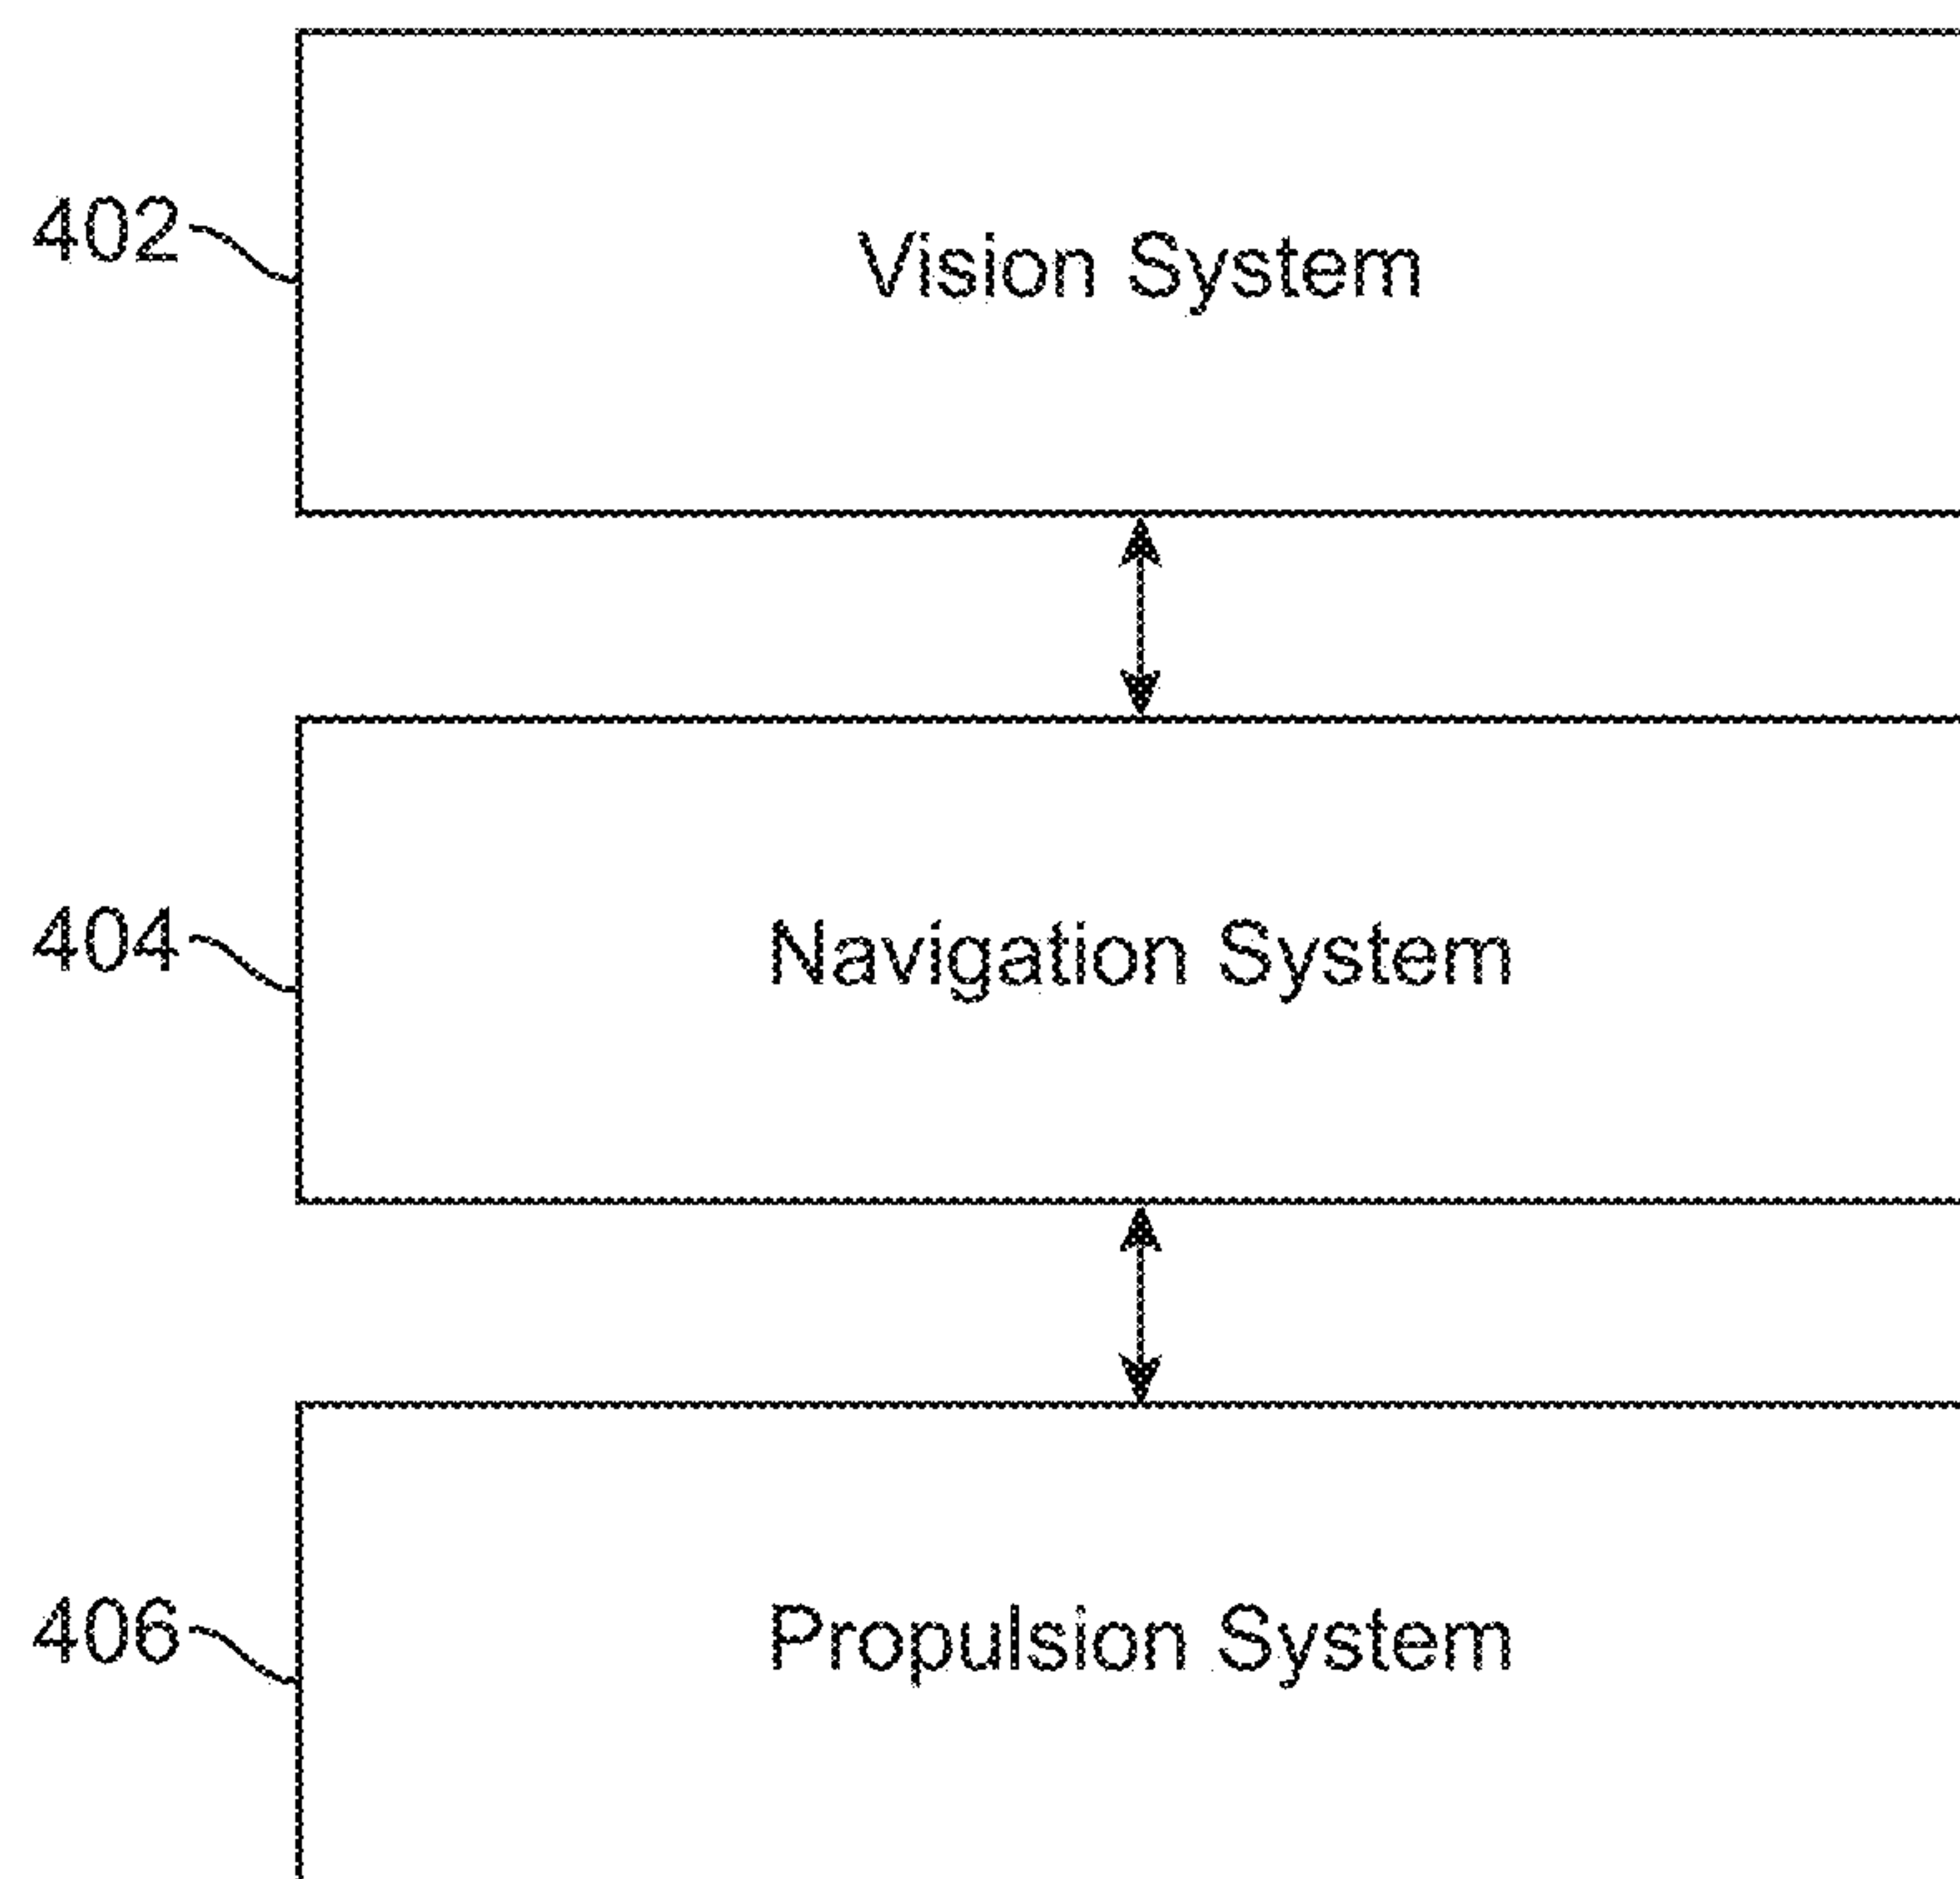 402
Vision System
404
Navigation System
406
Propulsion System